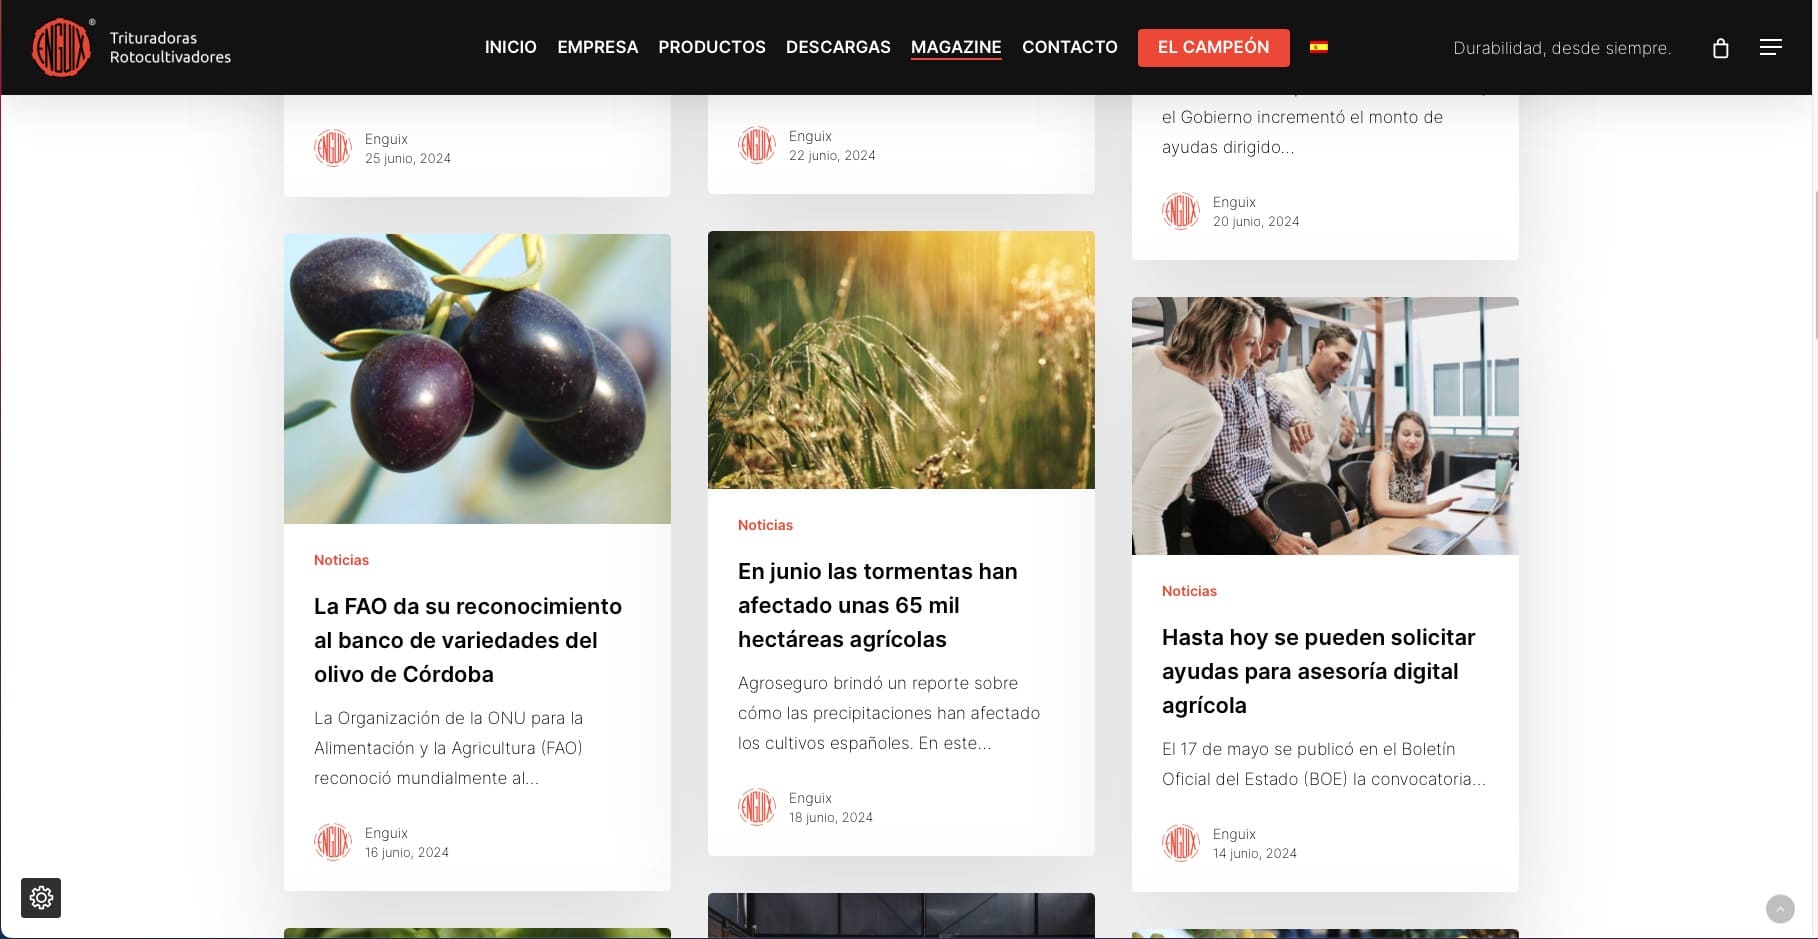 ENGUIX
®
Trituradoras
Rotocultivadores
INICIO
EMPRESA
PRODUCTOS
DESCARGAS
MAGAZINE
CONTACTO
EL CAMPEÓN
Durabilidad, desde siempre.
ENGUIX
Enguix
25 junio, 2024
ENGUIX
Enguix
22 junio, 2024
el Gobierno incrementó el monto de
ayudas dirigido...
ENGUIX
Enguix
20 junio, 2024
Noticias
La FAO da su reconocimiento
al banco de variedades del
olivo de Córdoba
La Organización de la ONU para la
Alimentación y la Agricultura (FAO)
reconoció mundialmente al...
ENGUIX
Enguix
16 junio, 2024
Noticias
En junio las tormentas han
afectado unas 65 mil
hectáreas agrícolas
Agroseguro brindó un reporte sobre
cómo las precipitaciones han afectado
los cultivos españoles. En este...
ENGUIX
Enguix
18 junio, 2024
Noticias
Hasta hoy se pueden solicitar
ayudas para asesoría digital
agrícola
El 17 de mayo se publicó en el Boletín
Oficial del Estado (BOE) la convocatoria...
ENGUIX
Enguix
14 junio, 2024